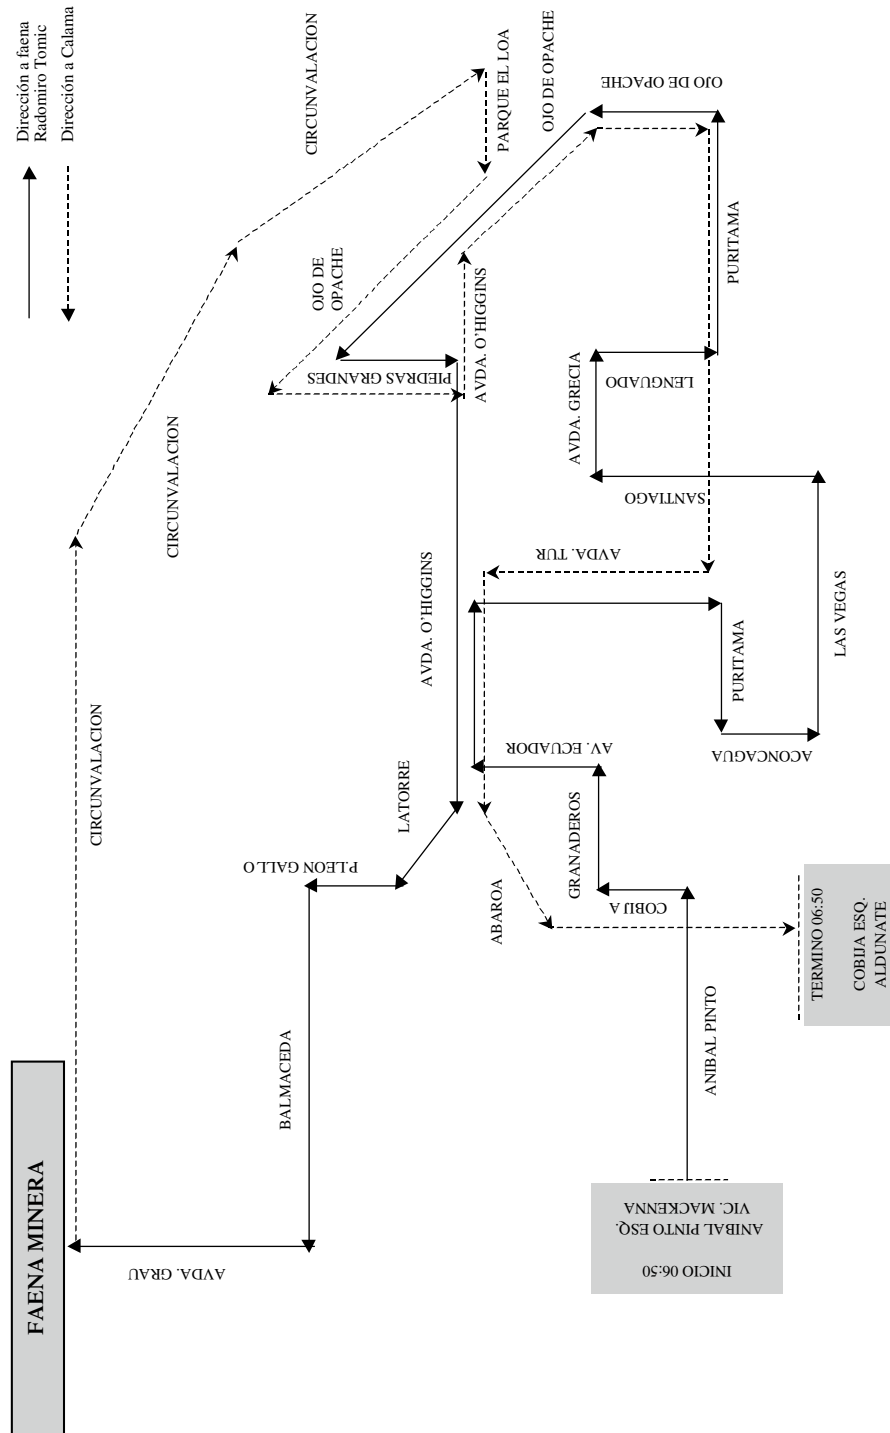 Dirección a faena
Radomiro Tomic
Dirección a Calama
FAENA MINERA
AVDA. GRAU
CIRCUNVALACION
CIRCUNVALACION
CIRCUNVALACION
PARQUE EL LOA
OJO DE OPACHE
OJO DE OPACHE
OJO DE
OPACHE
PIEDRAS GRANDES
AVDA. O'HIGGINS
AVDA. O'HIGGINS
BALMACEDA
P.LEON GALLO
LATORRE
ABAROA
AVDA. GRECIA
LENGUADO
PURITAMA
SANTIAGO
AVDA. TUR
AV. ECUADOR
GRANADEROS
COBIJA
PURITAMA
ACONCAGUA
LAS VEGAS
ANIBAL PINTO
INICIO 06:50
ANIBAL PINTO ESQ.
VIC. MACKENNA
TERMINO 06:50
COBIJA ESQ.
ALDUNATE